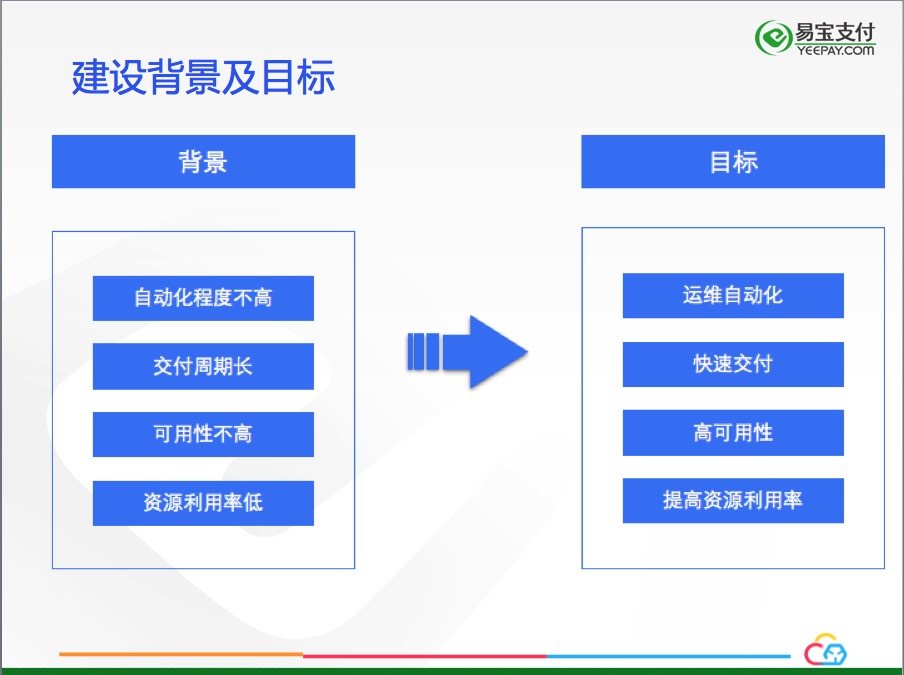 易宝支付
YEEPAY.COM
建设背景及目标
背景
自动化程度不高
交付周期长
可用性不高
资源利用率低
目标
运维自动化
快速交付
高可用性
提高资源利用率